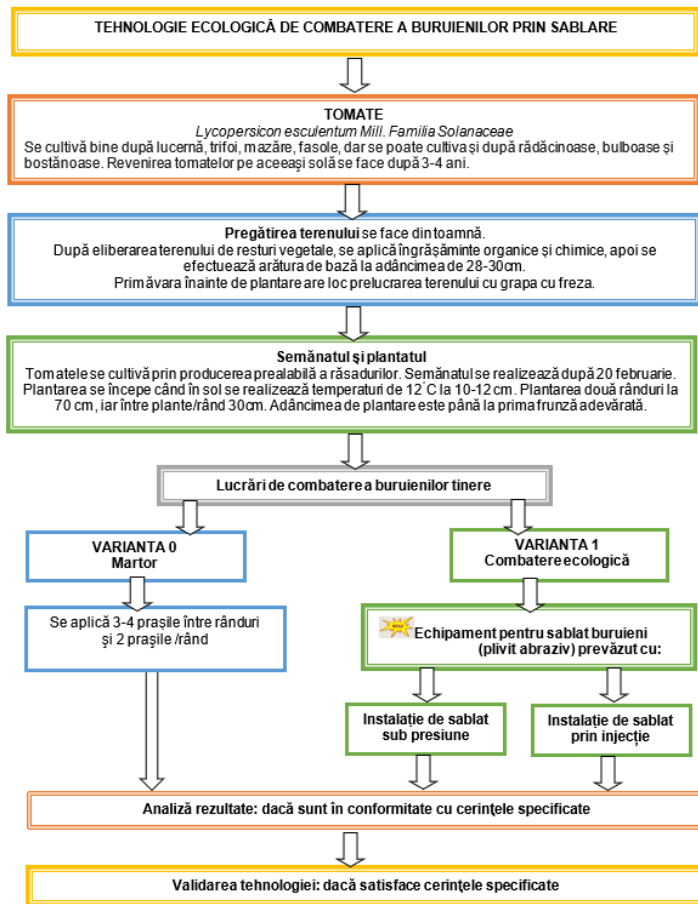 TEHNOLOGIE ECOLOGICĂ DE COMBATERE A BURUIENILOR PRIN SABLARE
TOMATE
Lycopersicon esculentum Mill. Familia Solanaceae
Se cultivă bine după lucernă, trifoi, mazăre, fasole, dar se poate cultiva și după rădăcinoase, bulboase și
bostănoase. Revenirea tomatelor pe aceeași solă se face după 3-4 ani.
Pregătirea terenului se face din toamnă.
După eliberarea terenului de resturi vegetale, se aplică îngrășăminte organice și chimice, apoi se
efectuează arătura de bază la adâncimea de 28-30cm.
Primăvara înainte de plantare are loc prelucrarea terenului cu grapa cu freza.
Semănatul şi plantatul
Tomatele se cultivă prin producerea prealabilă a răsadurilor. Semănatul se realizează după 20 februarie.
Plantarea se începe când în sol se realizează temperaturi de 12°C la 10-12 cm. Plantarea două rânduri la
70 cm, iar între plante/rând 30cm. Adâncimea de plantare este până la prima frunză adevărată.
Lucrări de combatere a buruienilor tinere
VARIANTA 0
Martor
VARIANTA 1
Combatere ecologică
Se aplică 3-4 prașile între rânduri
și 2 prașile /rând
Echipament pentru sablat buruieni
(plivit abraziv) prevăzut cu:
Instalație de sablat
sub presiune
Instalație de sablat
prin injecție
Analiză rezultate: dacă sunt în conformitate cu cerinţele specificate
Validarea tehnologiei: dacă satisface cerinţele specificate